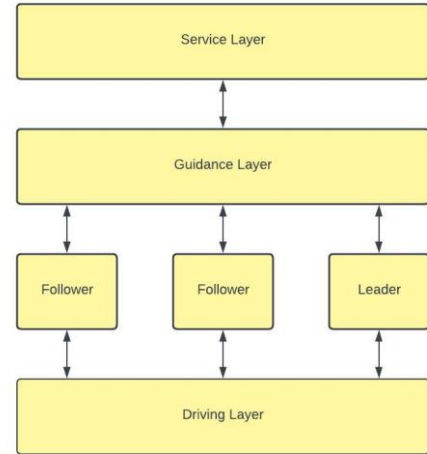 Service Layer
Guidance Layer
Follower
Follower
Leader
Driving Layer